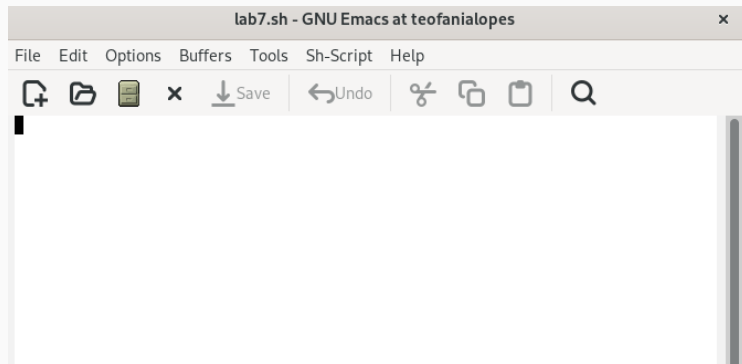 lab7.sh - GNU Emacs at teofanialopes
File Edit Options Buffers Tools Sh-Script Help
Save Undo